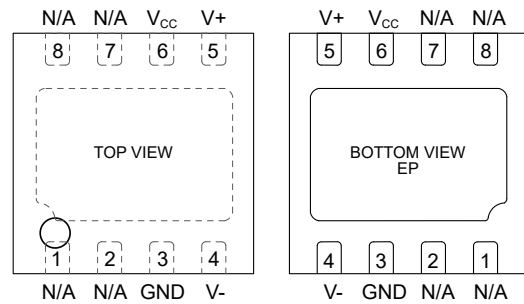 N/A N/A VCC V+
8 7 6 5
TOP VIEW
1 2 3 4
N/A N/A GND V-
V+ VCC N/A N/A
5 6 7 8
BOTTOM VIEW
EP
4 3 2 1
V- GND N/A N/A